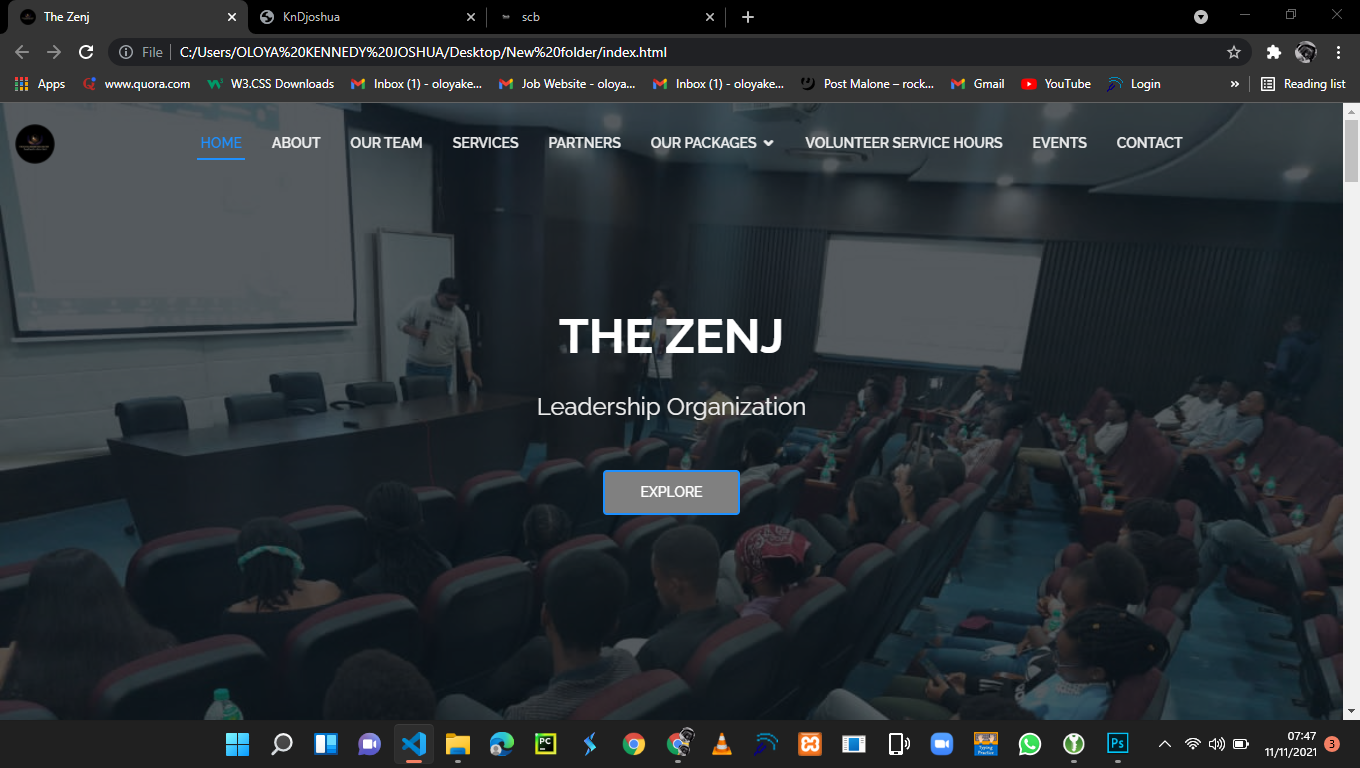 The Zenj
KnDjoshua
scb
File
C:/Users/OLOYA%20KENNEDY%20JOSHUA/Desktop/New%20folder/index.html
Apps
www.quora.com
W3.CSS Downloads
Inbox (1) - oloyake...
Job Website - oloya...
Inbox (1) - oloyake...
Post Malone – rock...
Gmail
YouTube
Login
»
Reading list
HOME
ABOUT
OUR TEAM
SERVICES
PARTNERS
OUR PACKAGES
VOLUNTEER SERVICE HOURS
EVENTS
CONTACT
THE ZENJ
Leadership Organization
EXPLORE
PC
Ps
07:47
11/11/2021
3